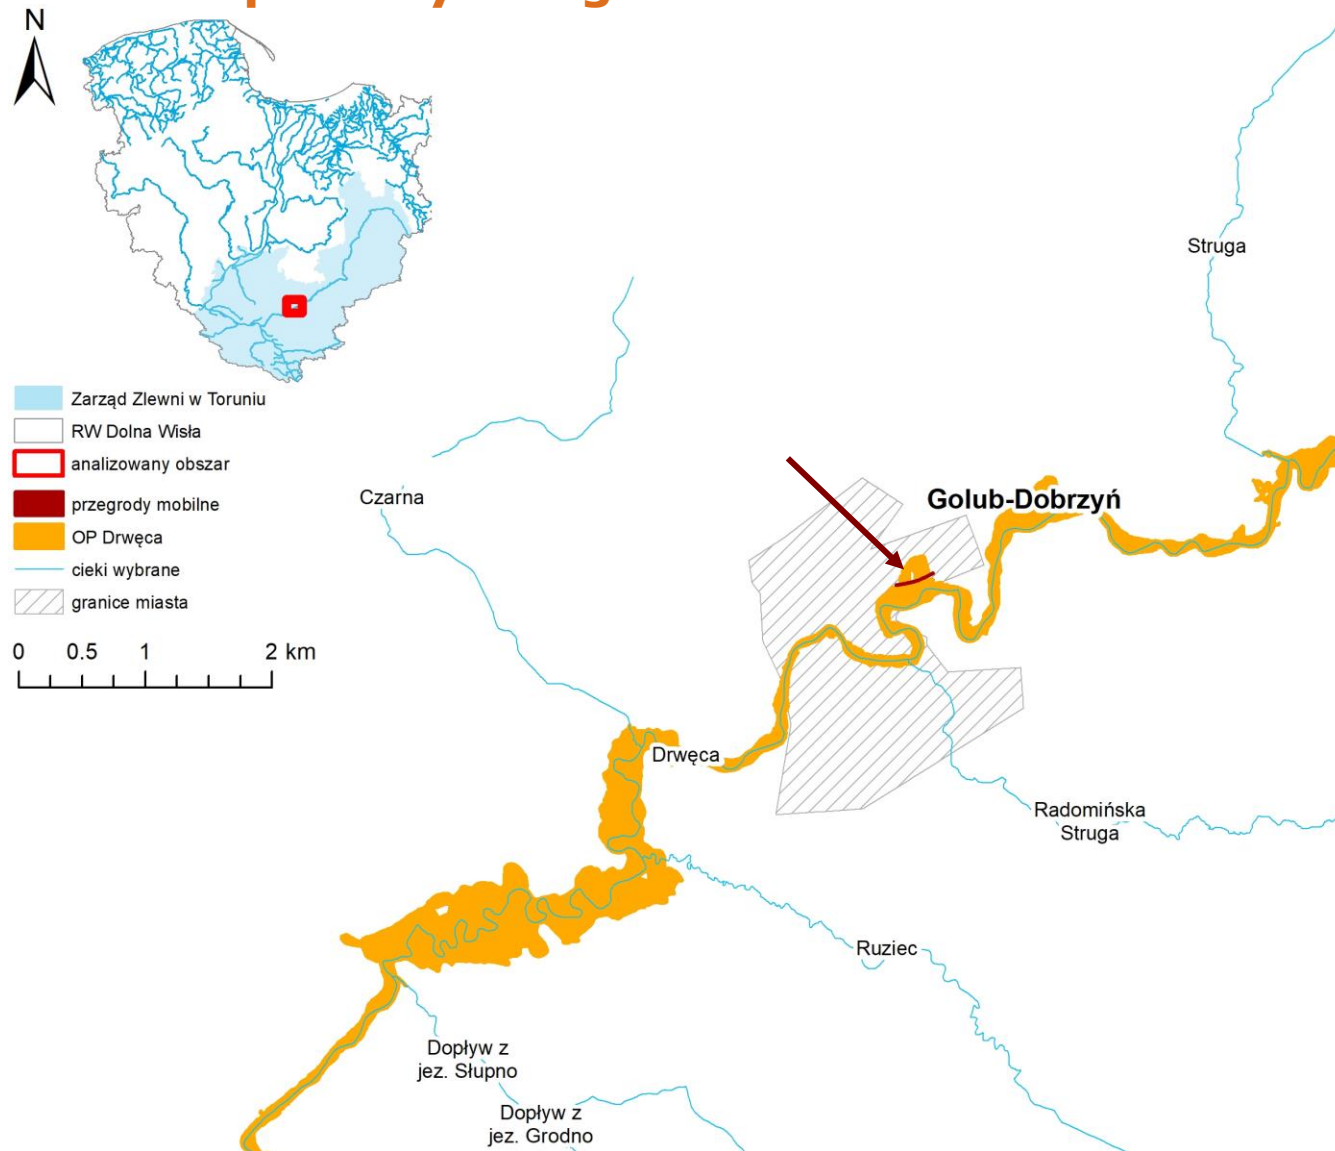 N
Zarząd Zlewni w Toruniu
RW Dolna Wisła
analizowany obszar
przegrody mobilne
OP Drwęca
cieki wybrane
granice miasta
0 0.5 1 2 km
Struga
Czarna
Golub-Dobrzyń
Drwęca
Radomińska
Struga
Ruziec
Dopływ z
jez. Słupno
Dopływ z
jez. Grodno